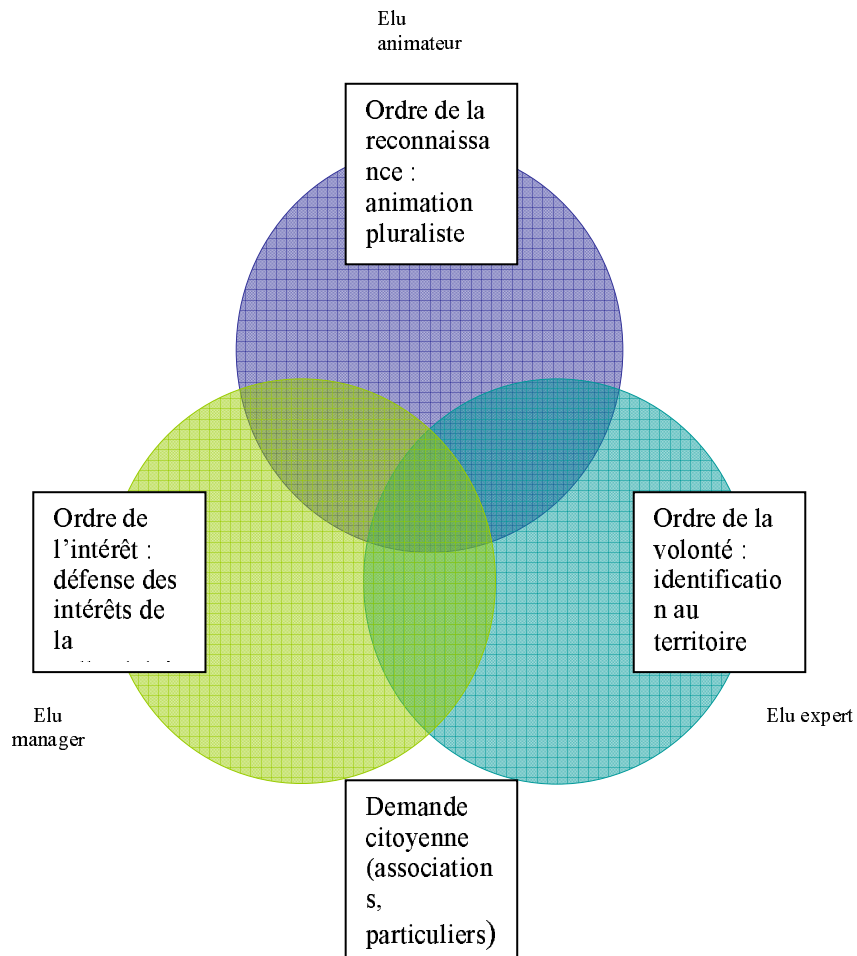 Elu
animateur
Ordre de la
reconnaissa
nce :
animation
pluraliste
Ordre de
l’intérêt :
défense des
intérêts de
la
Ordre de la
volonté :
identificatio
n au
territoire
Elu
manager
Elu expert
Demande
citoyenne
(association
s,
particuliers)